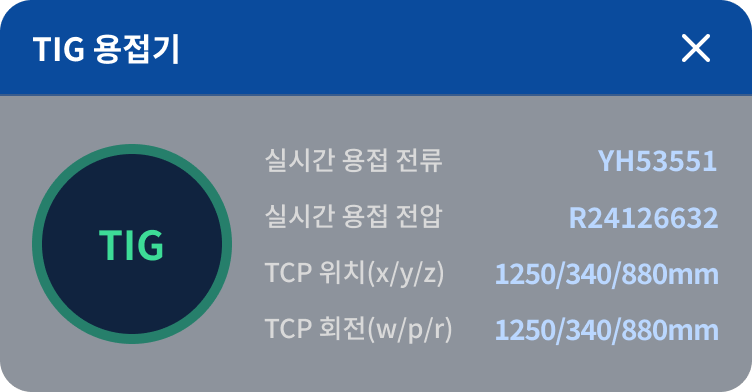 TIG 용접기
TIG
실시간 용접 전류 YH53551
실시간 용접 전압 R24126632
TCP 위치(x/y/z) 1250/340/880mm
TCP 회전(w/p/r) 1250/340/880mm